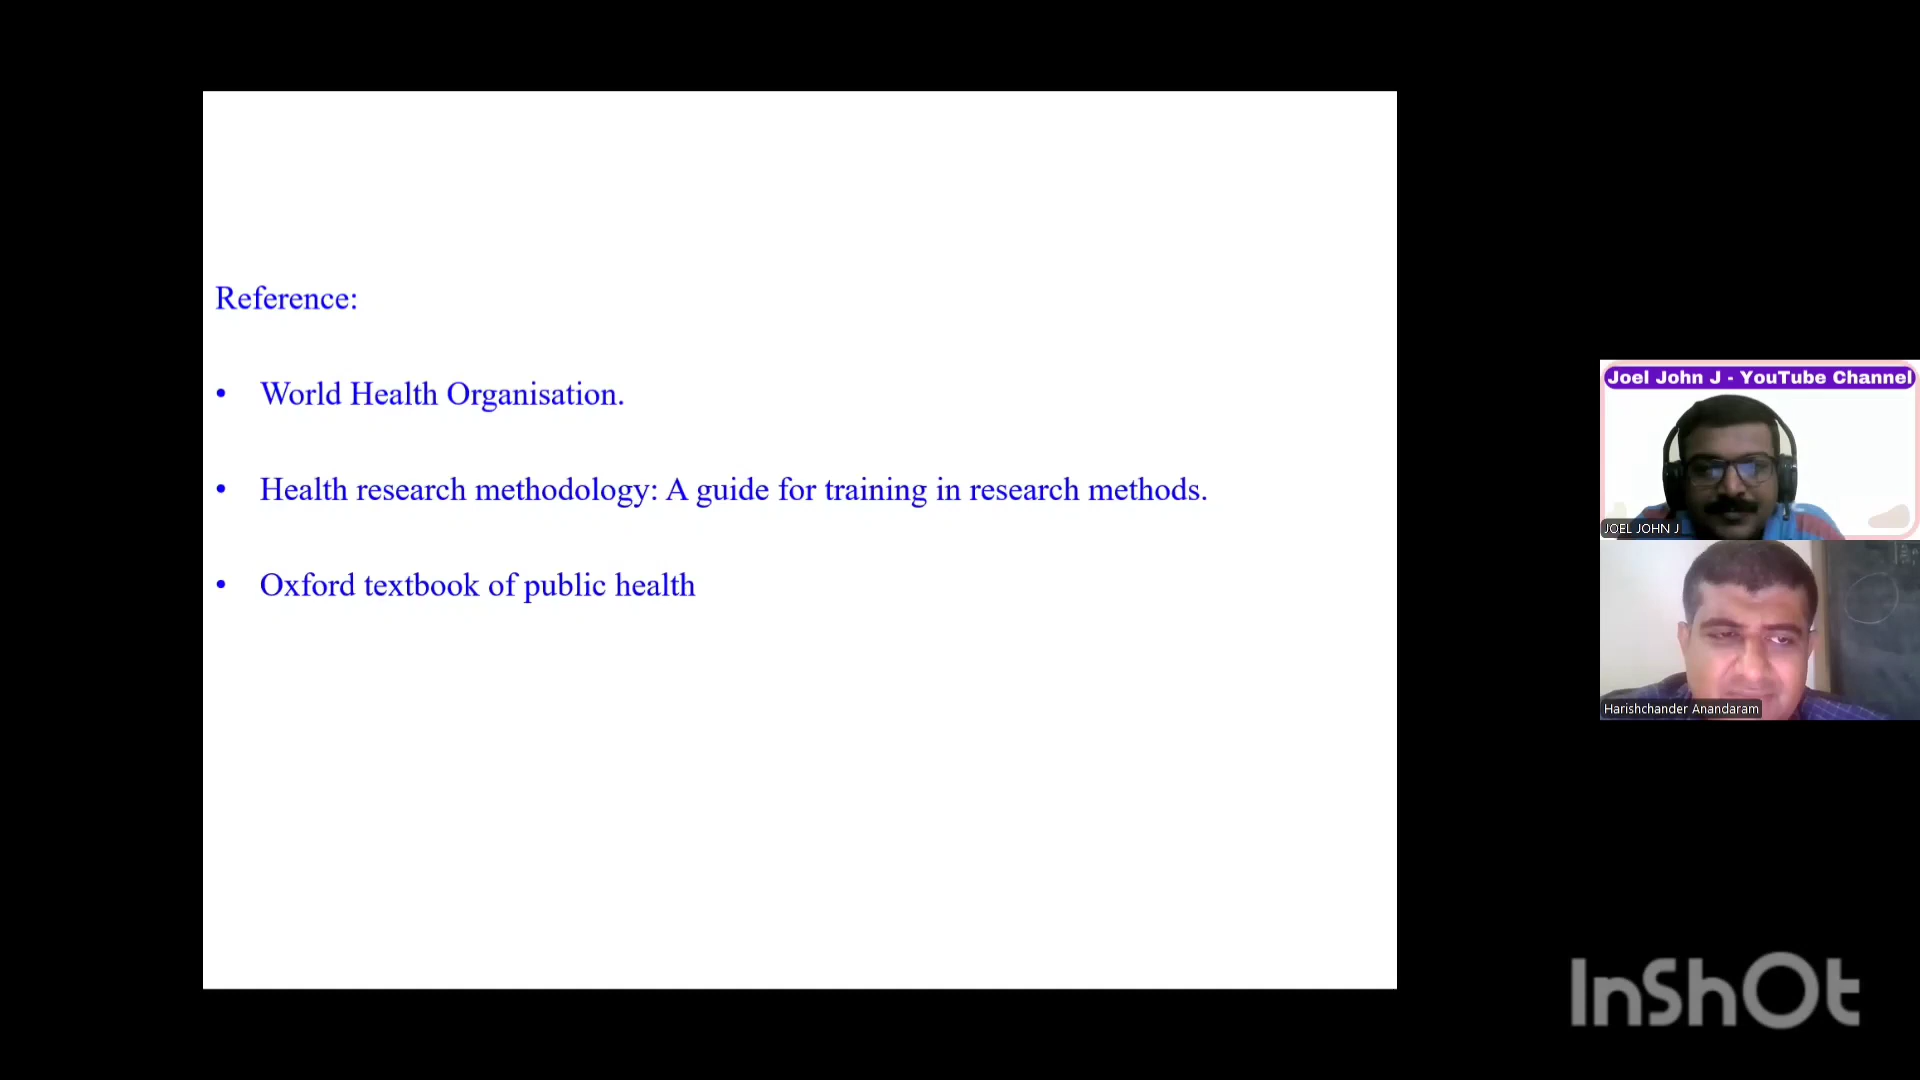 Reference:
• World Health Organisation.
• Health research methodology: A guide for training in research methods.
• Oxford textbook of public health
Joel John J - YouTube Channel
JOEL JOHN J
Harishchander Anandaram
InShOt